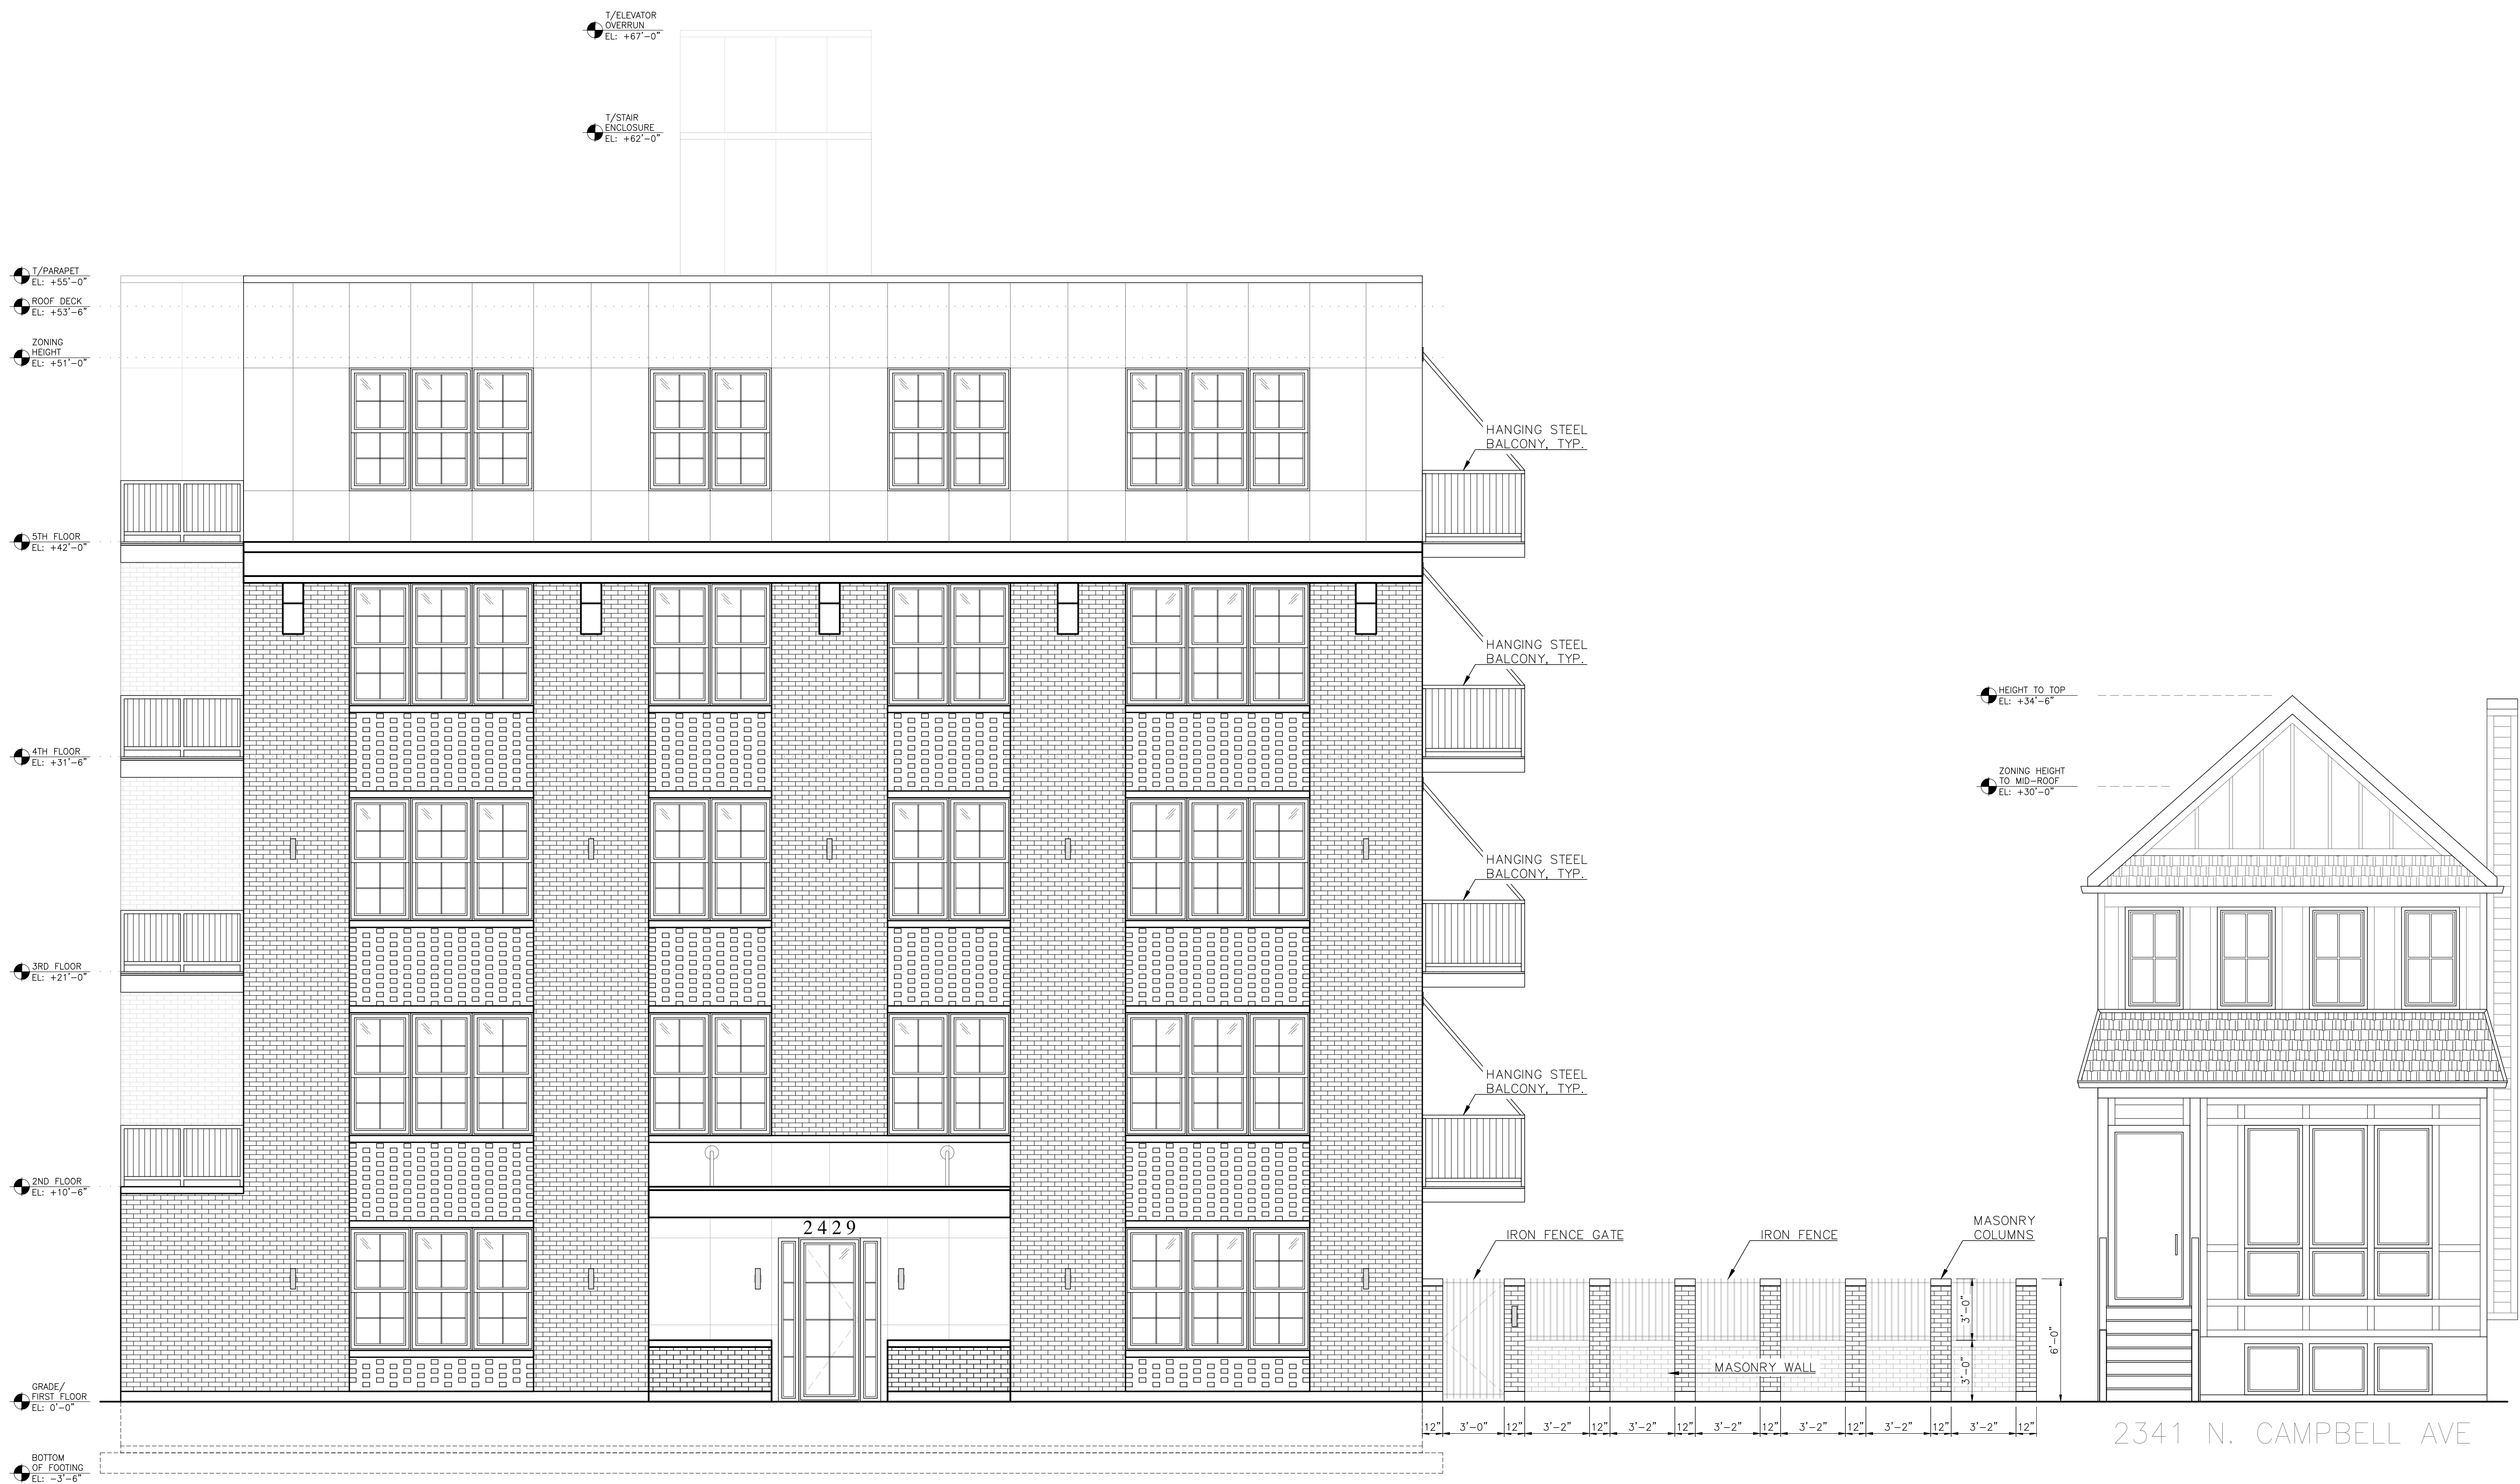 T/ELEVATOR
OVERRUN
EL: +67'-0"
T/STAIR
ENCLOSURE
EL: +62'-0"
T/PARAPET
EL: +55'-0"
ROOF DECK
EL: +53'-6"
ZONING
HEIGHT
EL: +51'-0"
HANGING STEEL
BALCONY, TYP.
5TH FLOOR
EL: +42'-0"
HANGING STEEL
BALCONY, TYP.
HEIGHT TO TOP
EL: +34'-6"
4TH FLOOR
EL: +31'-6"
ZONING HEIGHT
TO MID-ROOF
EL: +30'-0"
HANGING STEEL
BALCONY, TYP.
3RD FLOOR
EL: +21'-0"
HANGING STEEL
BALCONY, TYP.
2ND FLOOR
EL: +10'-6"
2429
IRON FENCE GATE
IRON FENCE
MASONRY
COLUMNS
3'-0"
6'-0"
MASONRY WALL
3'-0"
GRADE/
FIRST FLOOR
EL: 0'-0"
12" 3'-0" 12" 3'-2" 12" 3'-2" 12" 3'-2" 12" 3'-2" 12" 3'-2" 12" 3'-2" 12"
2341 N. CAMPBELL AVE
BOTTOM
OF FOOTING
EL: -3'-6"